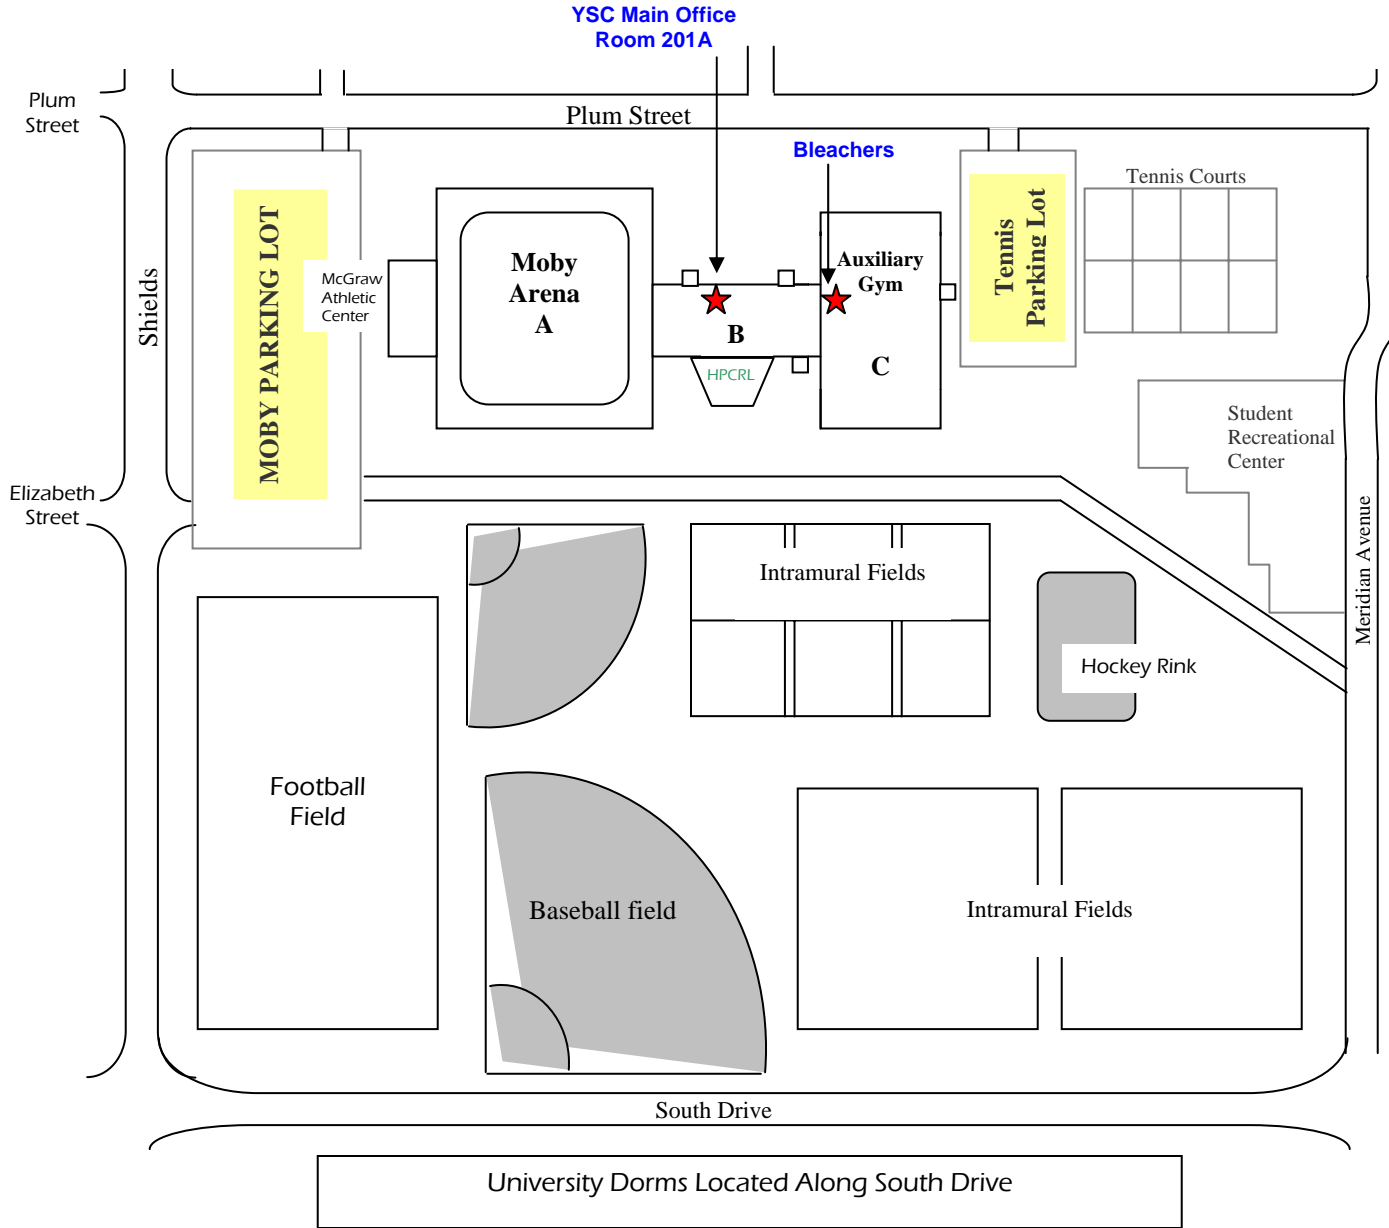 YSC Main Office
Room 201A
Plum
Street
Plum Street
Bleachers
Tennis Courts
Shields
MOBY PARKING LOT
McGraw
Athletic
Center
Moby
Arena
A
B
HPCRL
Auxiliary
Gym
C
Tennis
Parking Lot
Student
Recreational
Center
Elizabeth
Street
Meridian Avenue
Intramural Fields
Hockey Rink
Football
Field
Baseball field
Intramural Fields
South Drive
University Dorms Located Along South Drive